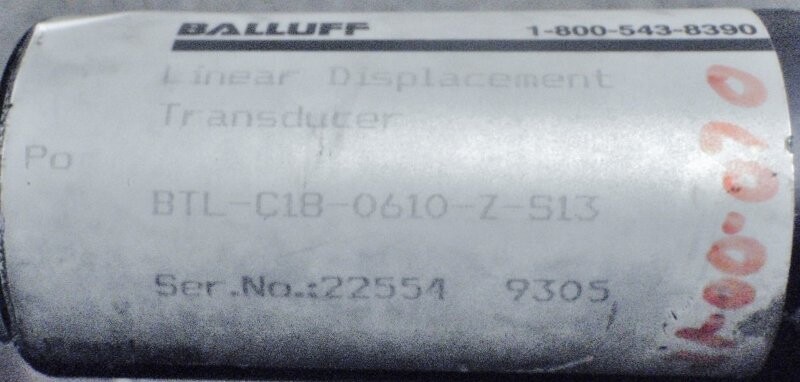 BALLUFF 1-800-543-8390
Linear Displacement
Transducer
Po
BTL-C18-0610-Z-S13
Ser.No.:22554 9305